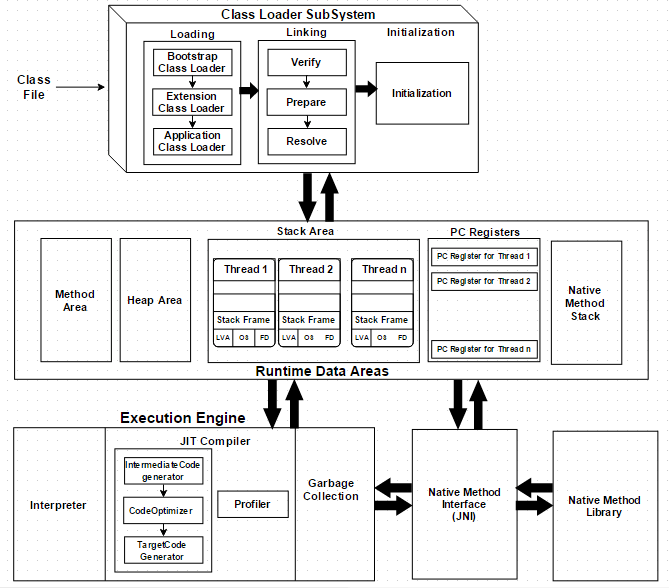 Class Loader SubSystem
Loading
Linking
Initialization
Class
File
Bootstrap
Class Loader
Extension
Class Loader
Application
Class Loader
Verify
Prepare
Resolve
Initialization
Stack Area
PC Registers
Method
Area
Heap Area
Thread 1
Thread 2
Thread n
Stack Frame
Stack Frame
Stack Frame
LVA OS FD
LVA OS FD
LVA OS FD
PC Register for Thread 1
PC Register for Thread 2
PC Register for Thread n
Native
Method
Stack
Runtime Data Areas
Execution Engine
Interpreter
JIT Compiler
IntermediateCode
generator
CodeOptimizer
TargetCode
Generator
Profiler
Garbage
Collection
Native Method
Interface
(JNI)
Native Method
Library